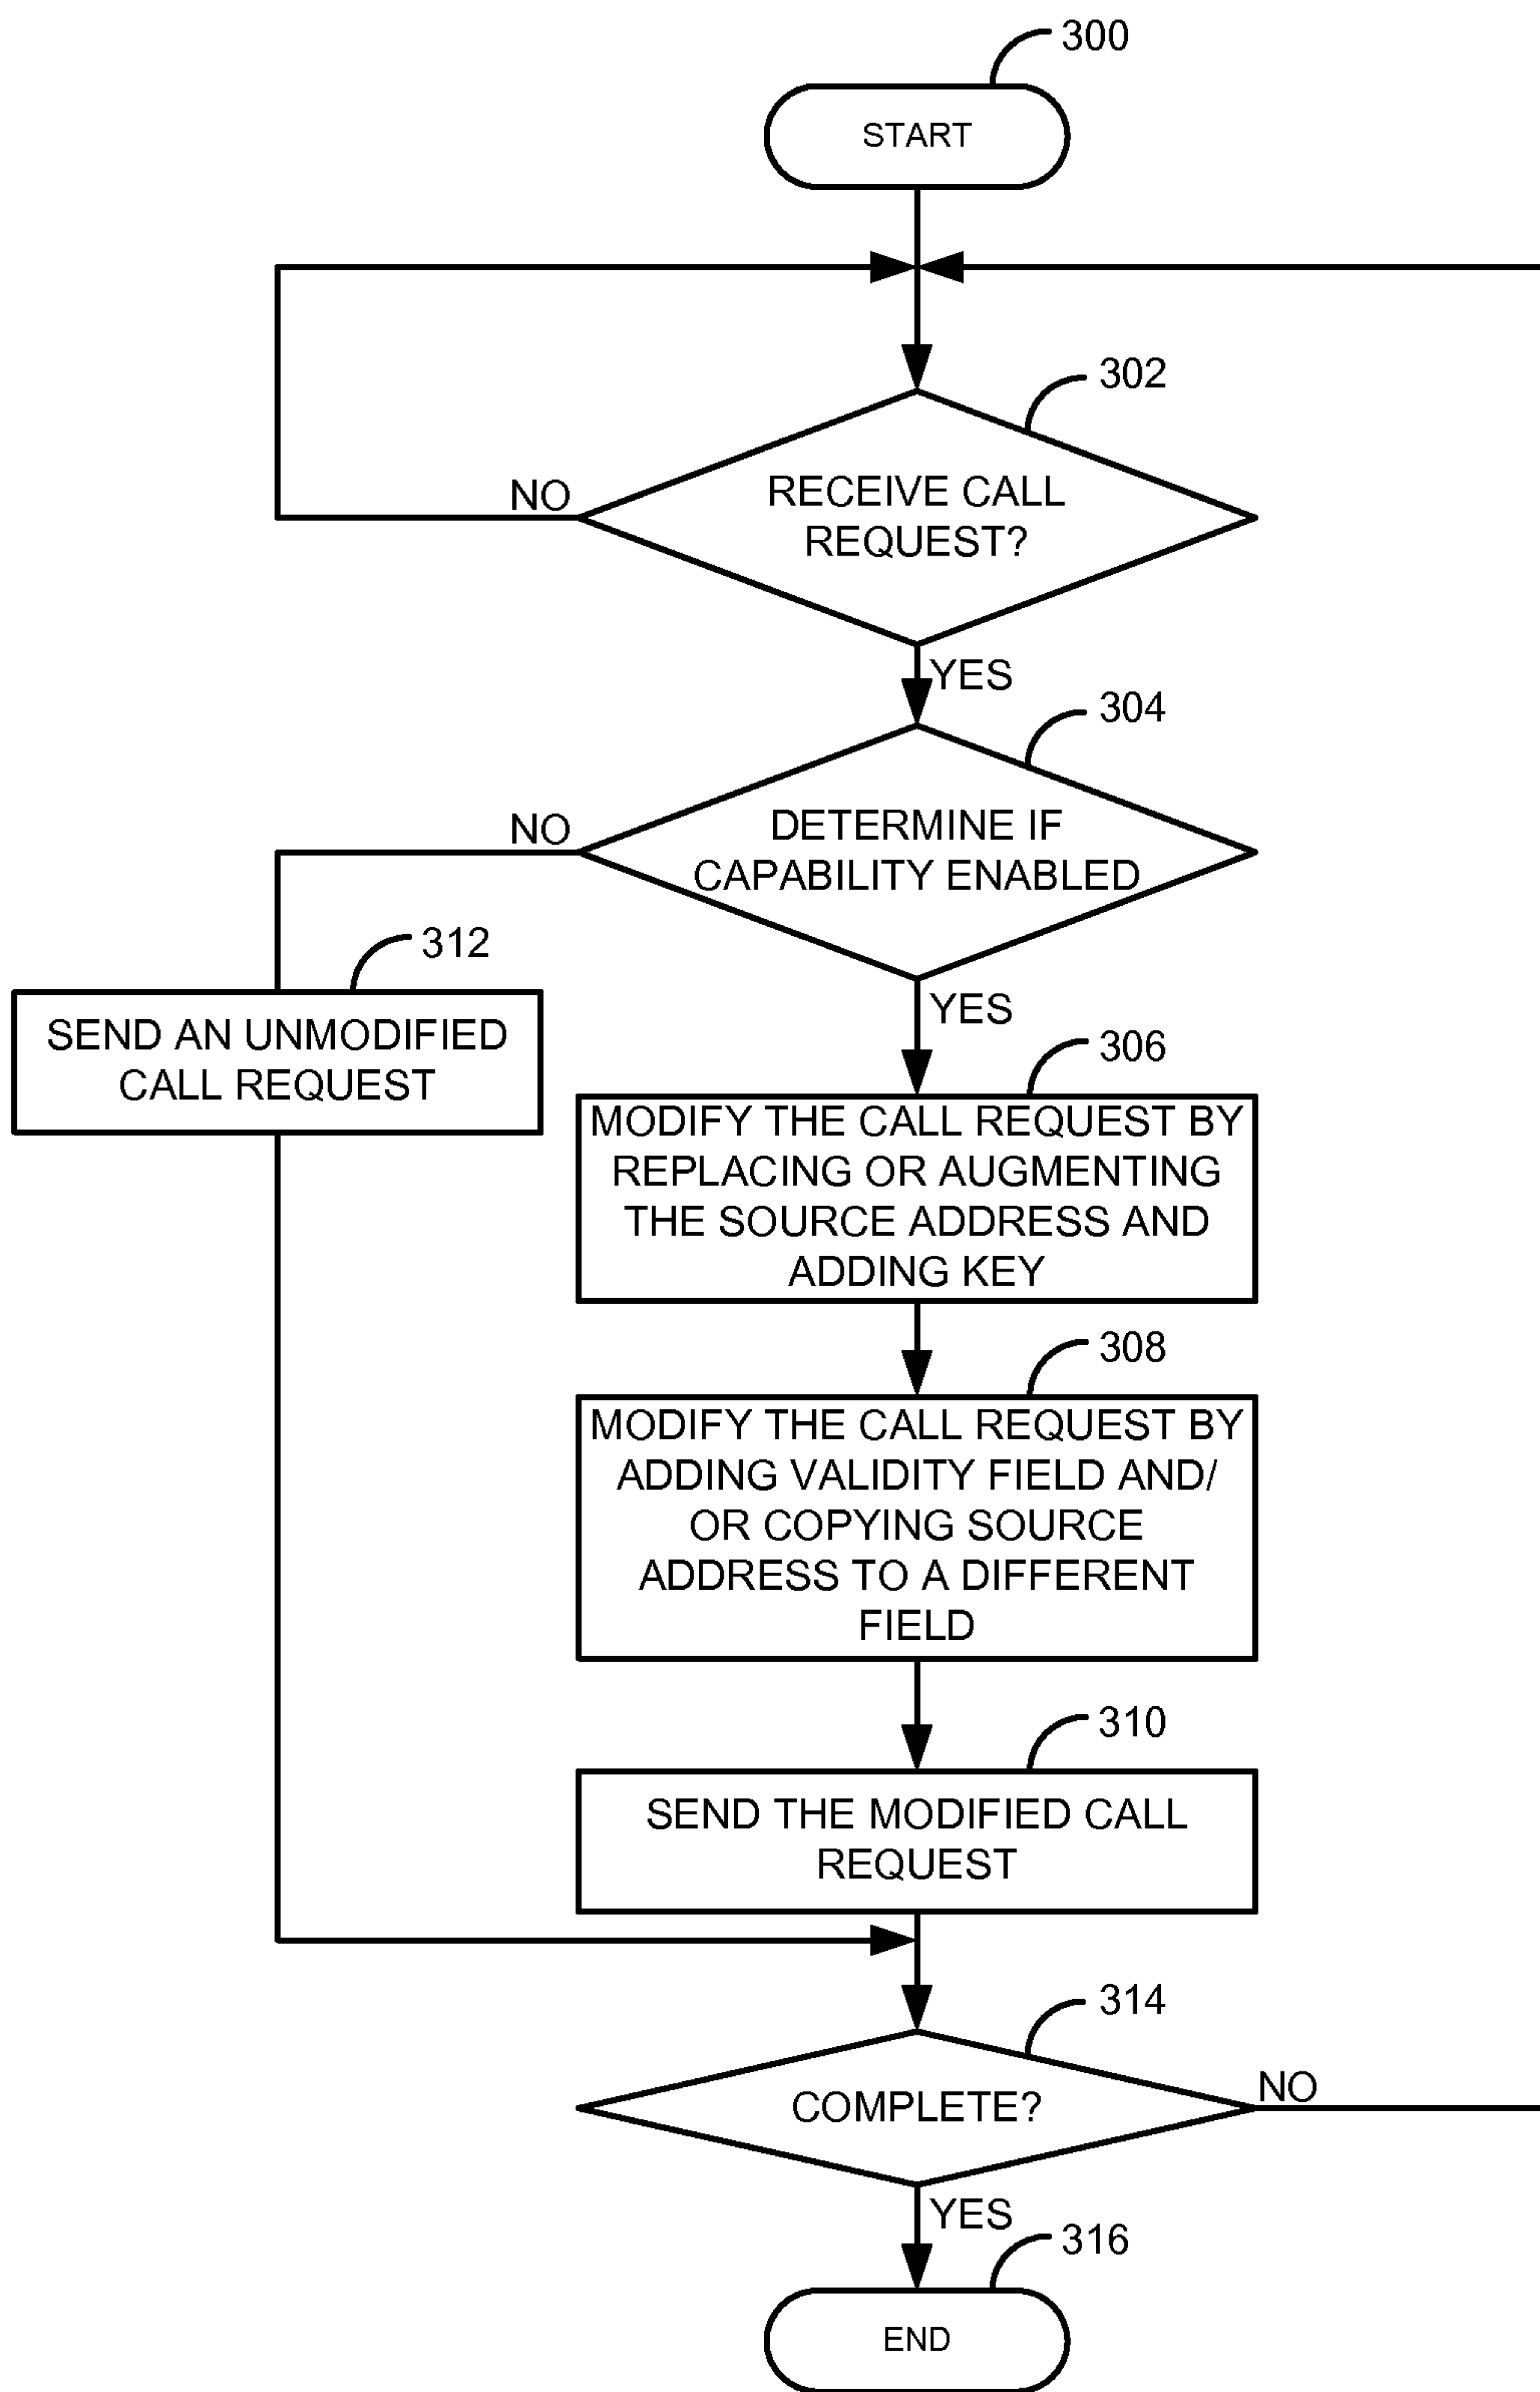 300
START
302
RECEIVE CALL
REQUEST?
NO
YES
304
DETERMINE IF
CAPABILITY ENABLED
NO
YES
312
SEND AN UNMODIFIED
CALL REQUEST
306
MODIFY THE CALL REQUEST BY
REPLACING OR AUGMENTING
THE SOURCE ADDRESS AND
ADDING KEY
308
MODIFY THE CALL REQUEST BY
ADDING VALIDITY FIELD AND/
OR COPYING SOURCE
ADDRESS TO A DIFFERENT
FIELD
310
SEND THE MODIFIED CALL
REQUEST
314
COMPLETE?
NO
YES
316
END